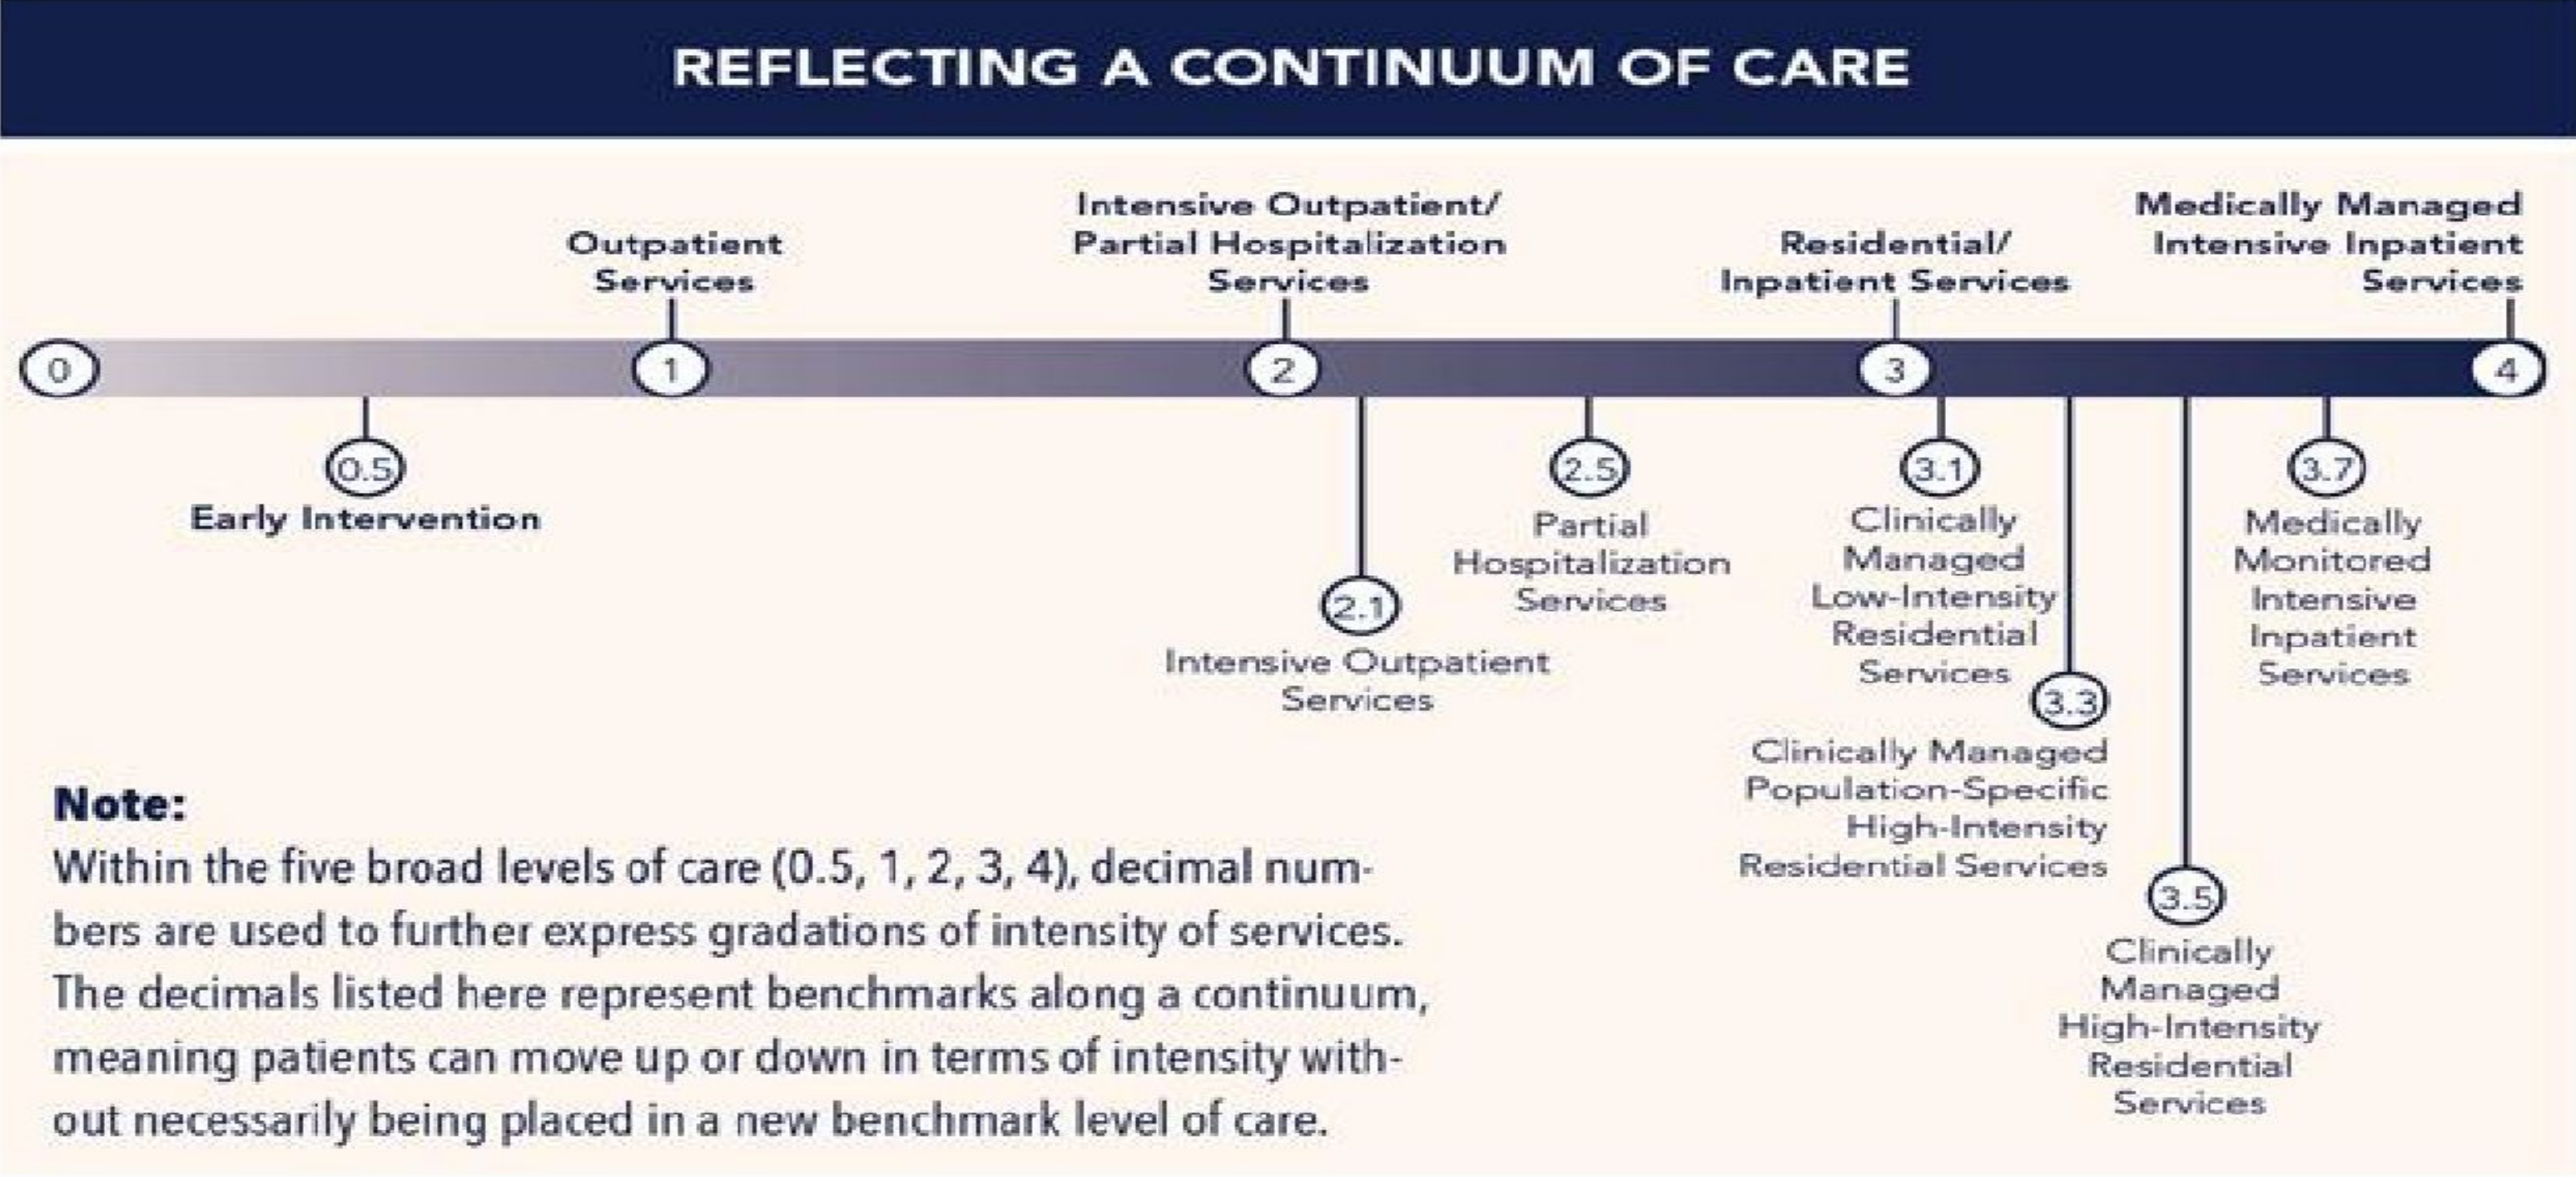 REFLECTING A CONTINUUM OF CARE
Outpatient
Services
Intensive Outpatient/
Partial Hospitalization
Services
Residential/
Inpatient Services
Medically Managed
Intensive Inpatient
Services
0
1
2
3
4
0.5
Early Intervention
2.1
Intensive Outpatient
Services
2.5
Partial
Hospitalization
Services
3.1
Clinically
Managed
Low-Intensity
Residential
Services
3.3
Clinically Managed
Population-Specific
High-Intensity
Residential Services
3.5
Clinically
Managed
High-Intensity
Residential
Services
3.7
Medically
Monitored
Intensive
Inpatient
Services
Note:
Within the five broad levels of care (0.5, 1, 2, 3, 4), decimal num-
bers are used to further express gradations of intensity of services.
The decimals listed here represent benchmarks along a continuum,
meaning patients can move up or down in terms of intensity with-
out necessarily being placed in a new benchmark level of care.